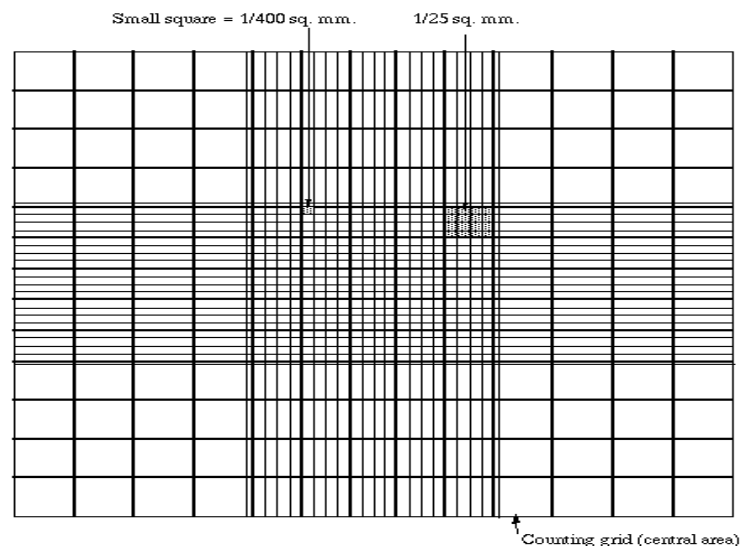 Small square = 1/400 sq. mm.
1/25 sq. mm.
Counting grid (central area)